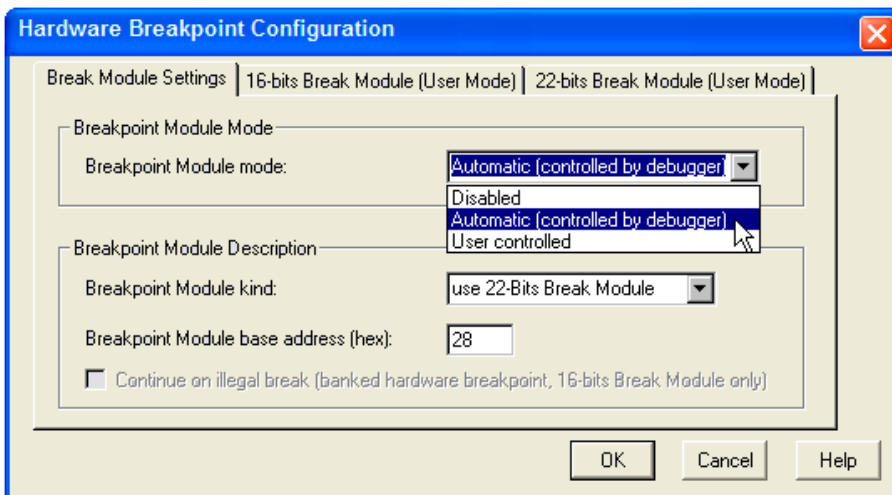 Hardware Breakpoint Configuration
Break Module Settings
16-bits Break Module (User Mode)
22-bits Break Module (User Mode)
Breakpoint Module Mode
Breakpoint Module mode:
Automatic (controlled by debugger)
Disabled
Automatic (controlled by debugger)
User controlled
Breakpoint Module Description
Breakpoint Module kind:
use 22-Bits Break Module
Breakpoint Module base address (hex):
28
Continue on illegal break (banked hardware breakpoint, 16-bits Break Module only)
OK
Cancel
Help